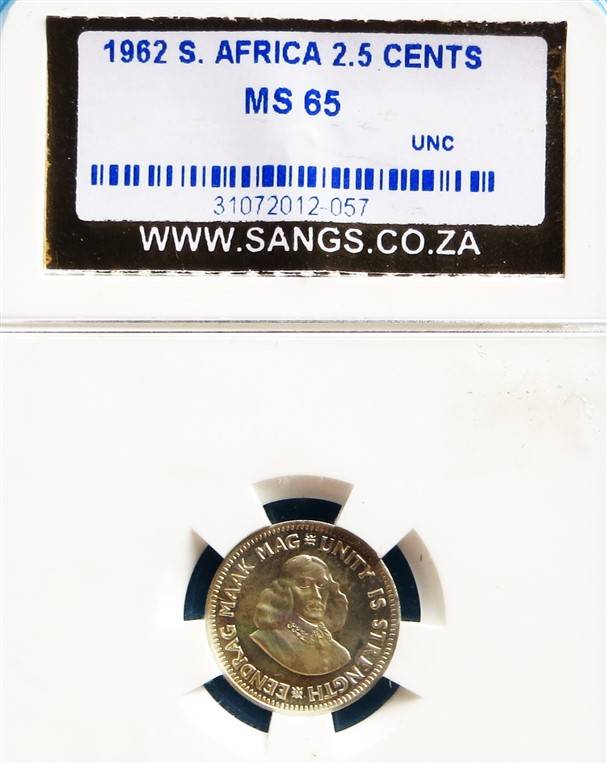 1962 S. AFRICA 2.5 CENTS
MS 65
UNC
31072012-057
WWW.SANGS.CO.ZA
EENDRAG MAAK MAG ※ UNITY IS STRENGTH ※